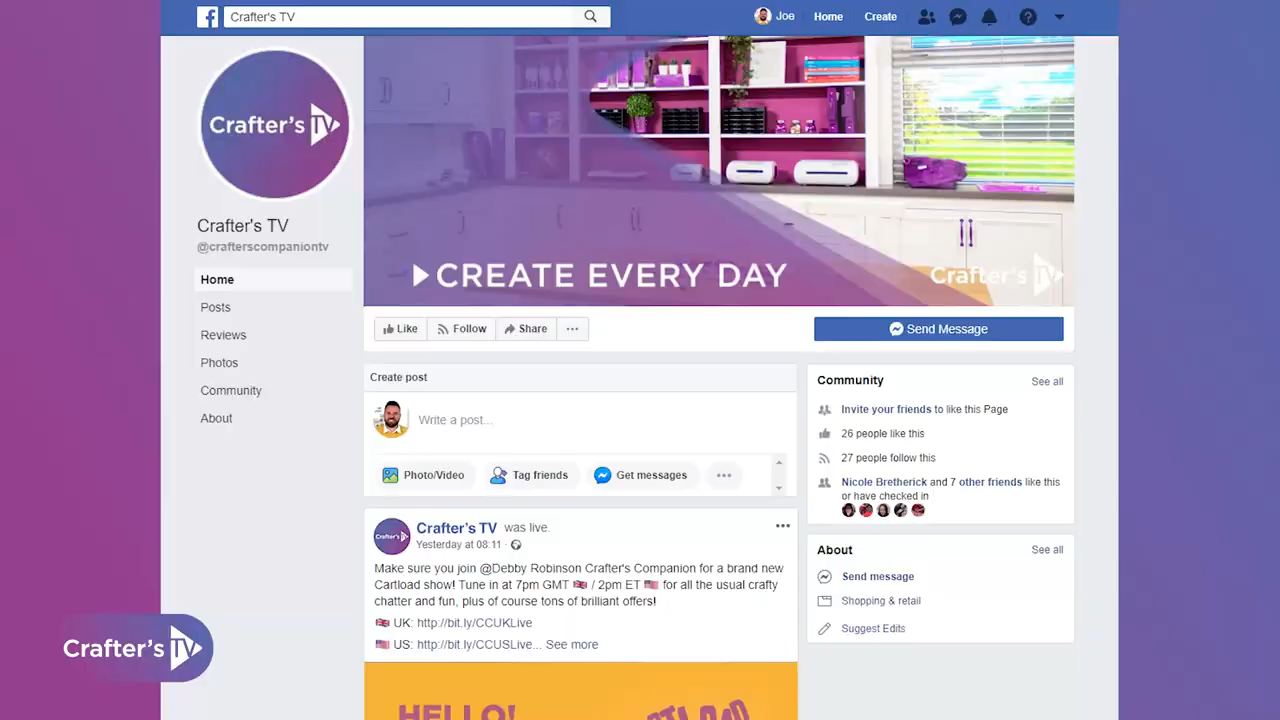 Crafter's TV
Joe
Home
Create
Crafter's TV
Crafter's TV
@crafterscompaniontv
Home
Posts
Reviews
Photos
Community
About
CREATE EVERY DAY
Crafter's TV
Like
Follow
Share
Send Message
Create post
Write a post...
Photo/Video
Tag friends
Get messages
Community
See all
Invite your friends to like this Page
26 people like this
27 people follow this
Nicole Bretherick and 7 other friends like this
or have checked in
About
See all
Send message
Shopping & retail
Suggest Edits
Crafter's TV was live.
Yesterday at 08:11 ·
Make sure you join @Debby Robinson Crafter's Companion for a brand new
Cartload show! Tune in at 7pm GMT 🇬🇧 / 2pm ET 🇺🇸 for all the usual crafty
chatter and fun, plus of course tons of brilliant offers!
🇬🇧 UK: http://bit.ly/CCUKLive
🇺🇸 US: http://bit.ly/CCUSLive... See more
HELLO!
Crafter's TV